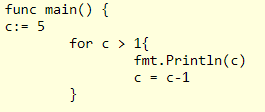 func main() {
c:= 5
for c > 1{
fmt.Println(c)
c = c-1
}